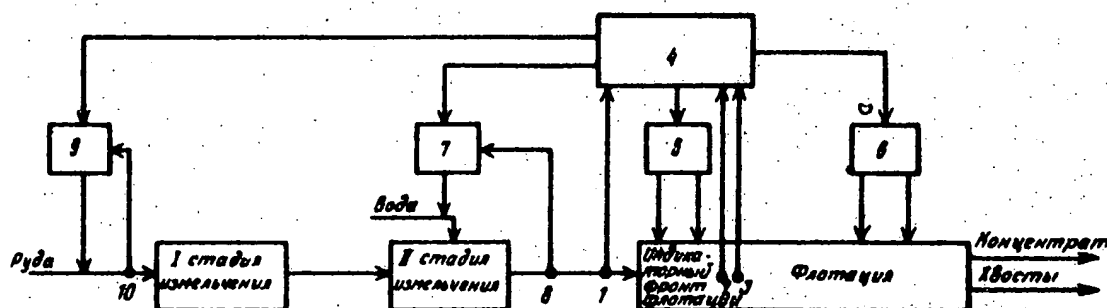 4
9
7
5
6
вода
Концентрат
Руда
I стадия
измельчения
II стадия
измельчения
Индика-
торный
фронт
флотации
Флотация
Хвосты
10
8
1
3